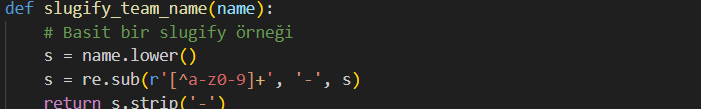 def slugify_team_name(name):
    # Basit bir slugify örneği
    s = name.lower()
    s = re.sub(r'[^a-z0-9]+', '-', s)
    return s.strip('-')